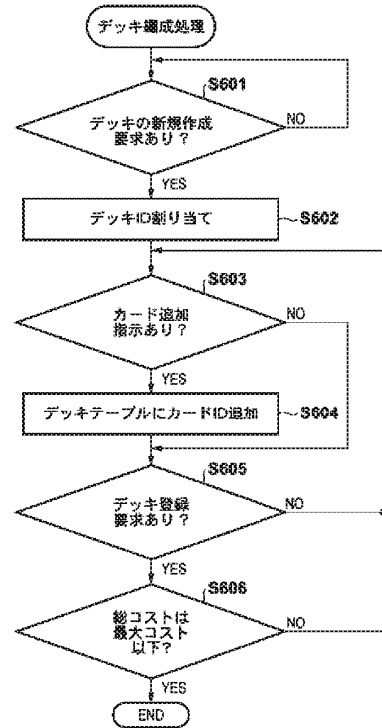 デッキ編成処理
S601
デッキの新規作成
要求あり？
NO
YES
デッキID割り当て
S602
S603
カード追加
指示あり？
NO
YES
デッキテーブルにカードID追加
S604
S605
デッキ登録
要求あり？
NO
YES
S606
総コストは
最大コスト
以下？
NO
YES
END